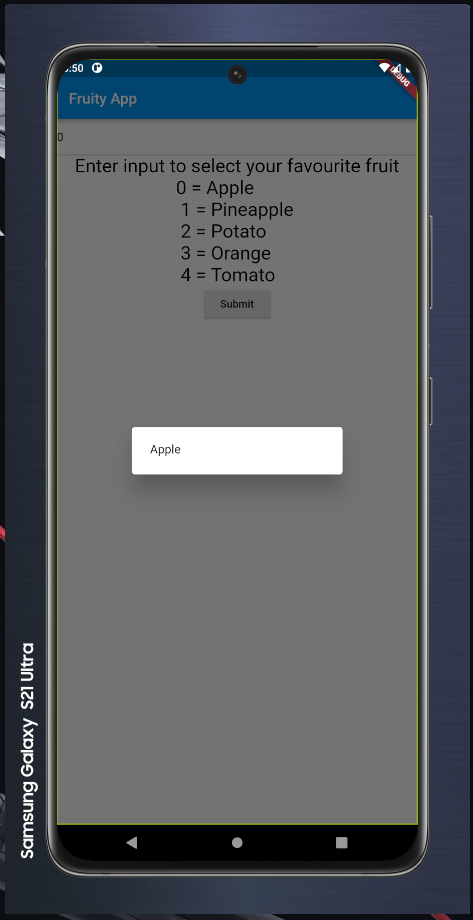 :50
DEBUG
Fruity App
0
Enter input to select your favourite fruit
0 = Apple
1 = Pineapple
2 = Potato
3 = Orange
4 = Tomato
Submit
Apple
Samsung Galaxy S21 Ultra